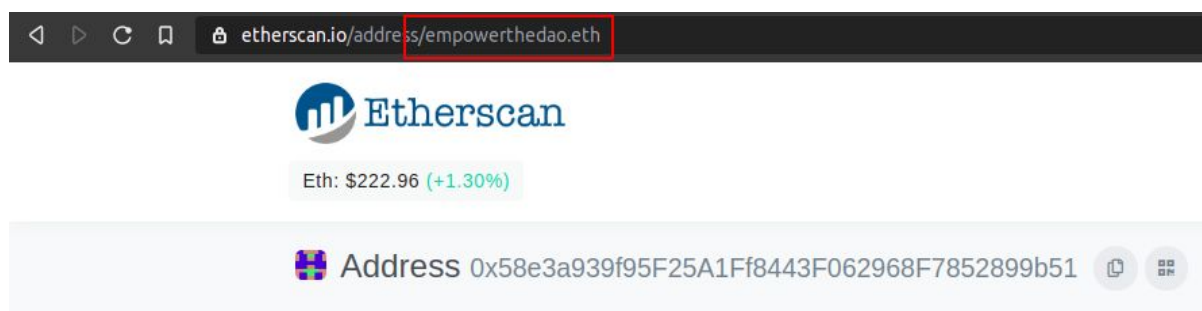 etherscan.io/address/empowerthedao.eth
Etherscan
Eth: $222.96 (+1.30%)
Address 0x58e3a939f95F25A1Ff8443F062968F7852899b51